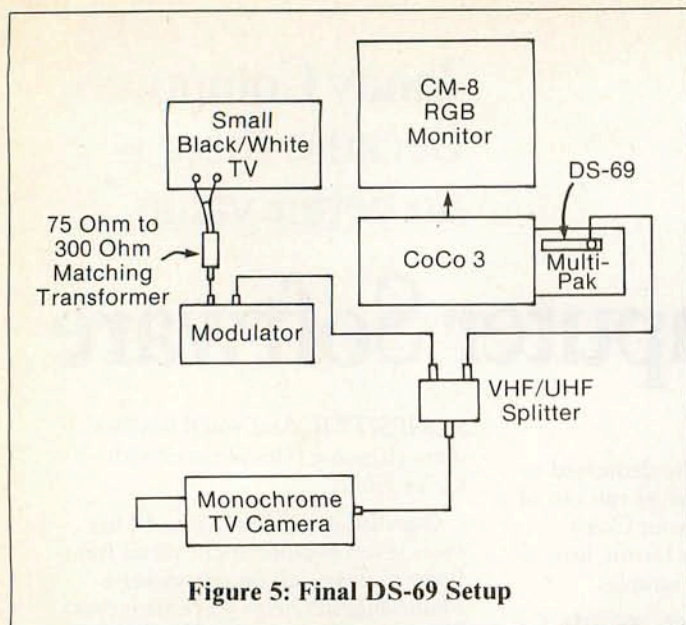 CM-8
RGB
Monitor
Small
Black/White
TV
DS-69
75 Ohm to
300 Ohm
Matching
Transformer
CoCo 3
Multi-
Pak
Modulator
VHF/UHF
Splitter
Monochrome
TV Camera
Figure 5: Final DS-69 Setup